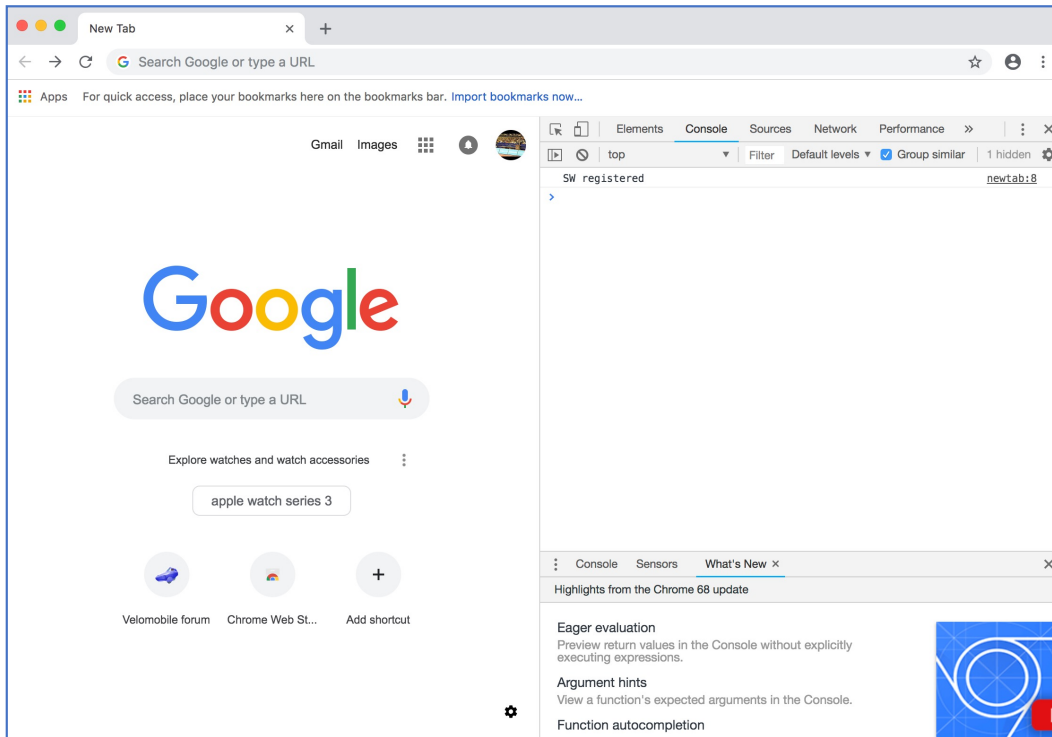 New Tab
Search Google or type a URL
Apps For quick access, place your bookmarks here on the bookmarks bar. Import bookmarks now...
Gmail Images
Google
Search Google or type a URL
Explore watches and watch accessories
apple watch series 3
Velomobile forum Chrome Web St... Add shortcut
Elements Console Sources Network Performance »
top Filter Default levels Group similar 1 hidden
SW registered newtab:8
Console Sensors What's New
Highlights from the Chrome 68 update
Eager evaluation
Preview return values in the Console without explicitly
executing expressions.
Argument hints
View a function's expected arguments in the Console.
Function autocompletion